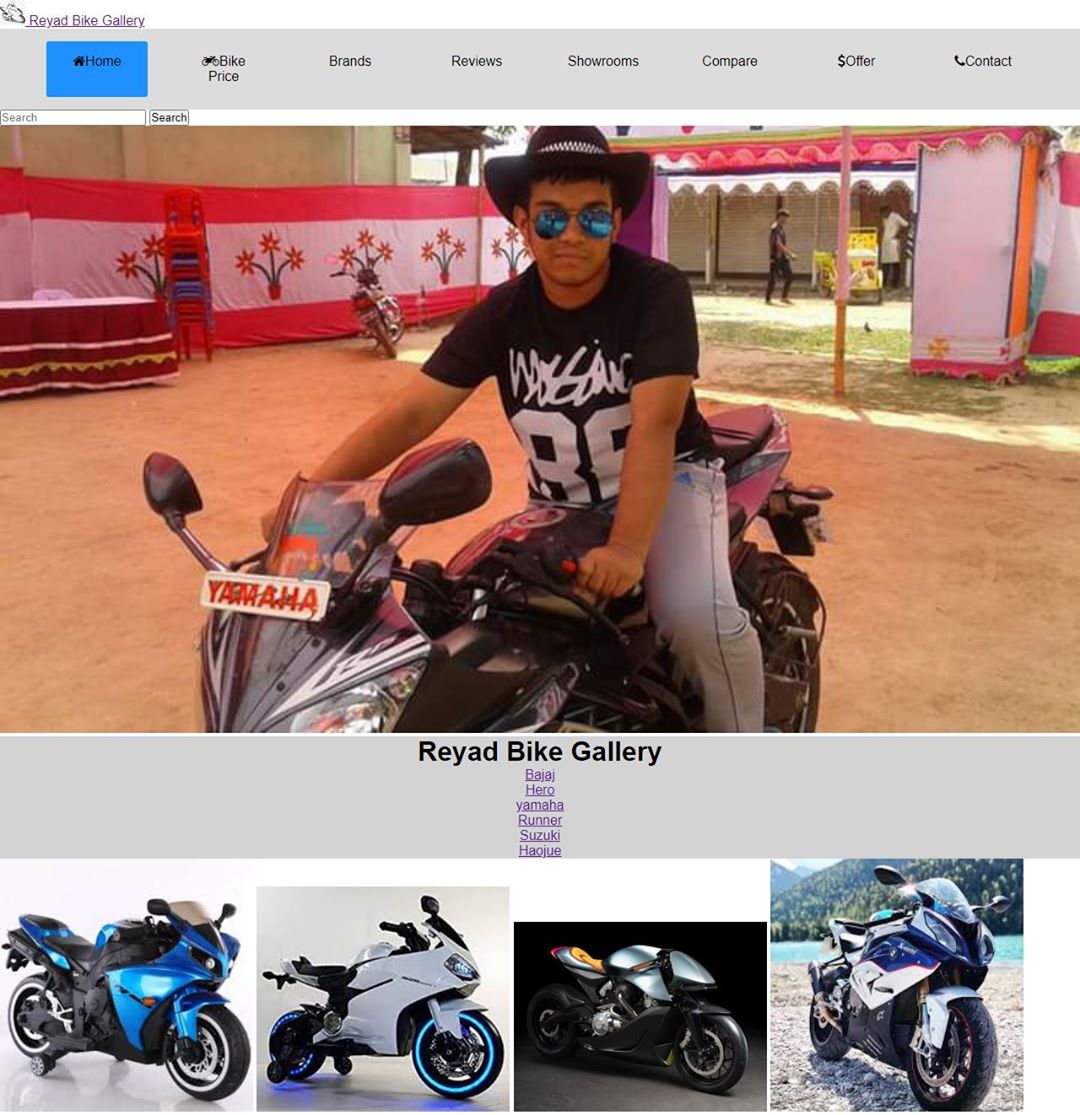 Reyad Bike Gallery
Home
Bike
Price
Brands
Reviews
Showrooms
Compare
$Offer
Contact
Search
Search
YAMAHA
Reyad Bike Gallery
Bajaj
Hero
yamaha
Runner
Suzuki
Haojue